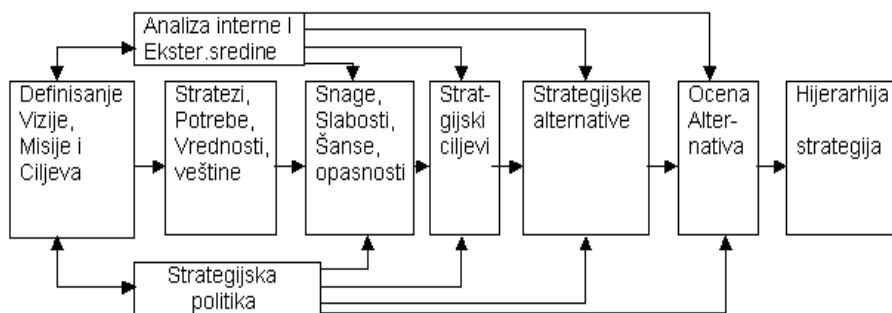 Analiza interne I
Ekster.sredine
Definisanje
Vizije,
Misije i
Ciljeva
Stratezi,
Potrebe,
Vrednosti,
veštine
Snage,
Slabosti,
Šanse,
opasnosti
Strat-
gijski
ciljevi
Strategijske
alternative
Ocena
Alter-
nativa
Hijerarhija
strategija
Strategijska
politika